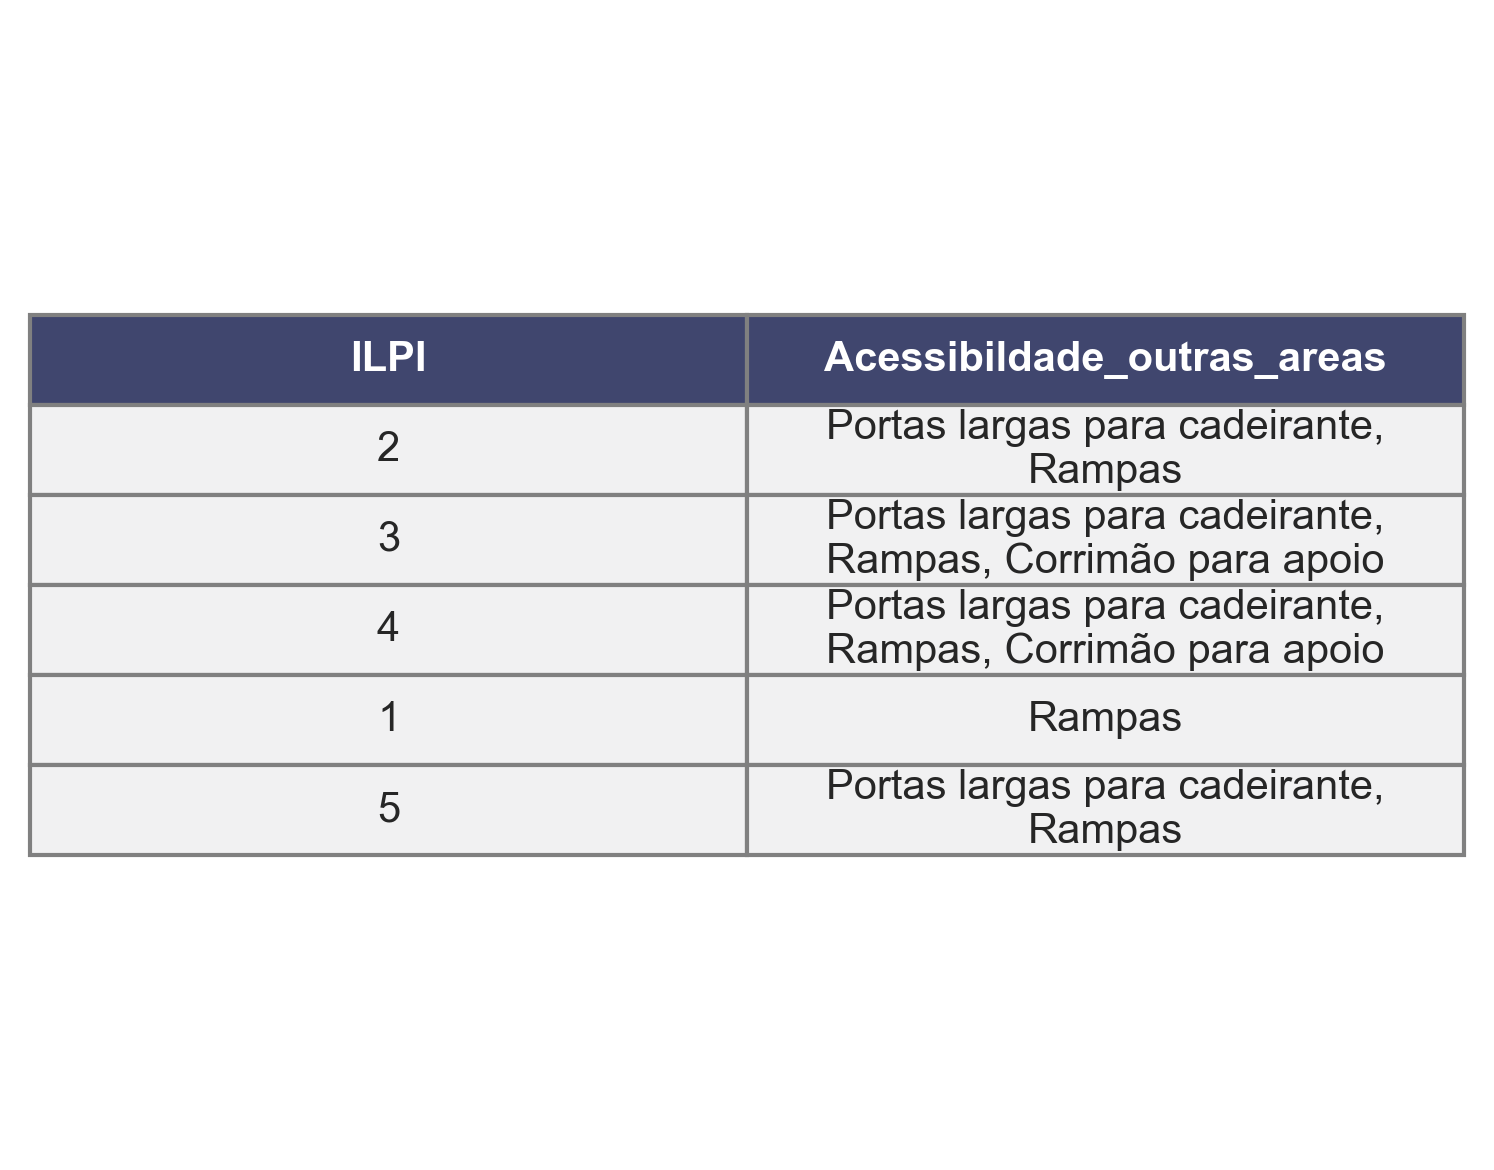 ILPI Acessibildade_outras_areas
2 Portas largas para cadeirante,
Rampas
3 Portas largas para cadeirante,
Rampas, Corrimão para apoio
4 Portas largas para cadeirante,
Rampas, Corrimão para apoio
1 Rampas
5 Portas largas para cadeirante,
Rampas